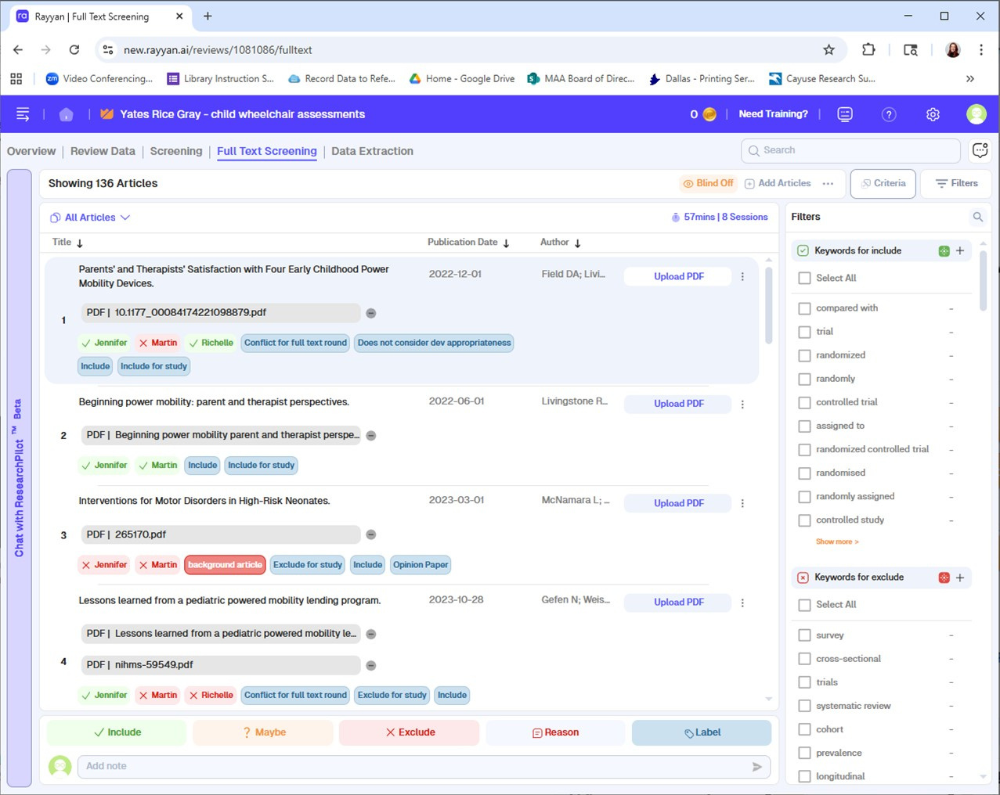 ra Rayyan | Full Text Screening
new.rayyan.ai/reviews/1081086/fulltext
zm Video Conferencing... Library Instruction S... Record Data to Refe... Home - Google Drive S MAA Board of Direc... Dallas - Printing Ser... Cayuse Research Su... »
Yates Rice Gray - child wheelchair assessments 0 Need Training? ?
Overview | Review Data | Screening | Full Text Screening | Data Extraction Search
Chat with ResearchPilot ™ Beta
Showing 136 Articles Blind Off Add Articles ... Criteria Filters
All Articles 57mins | 8 Sessions
Title Publication Date Author
1
Parents' and Therapists' Satisfaction with Four Early Childhood Power 2022-12-01 Field DA; Livi... Upload PDF
Mobility Devices.
PDF | 10.1177_00084174221098879.pdf
Jennifer Martin Richelle Conflict for full text round Does not consider dev appropriateness
Include Include for study
2
Beginning power mobility: parent and therapist perspectives. 2022-06-01 Livingstone R... Upload PDF
PDF | Beginning power mobility parent and therapist perspe...
Jennifer Martin Include Include for study
3
Interventions for Motor Disorders in High-Risk Neonates. 2023-03-01 McNamara L; ... Upload PDF
PDF | 265170.pdf
Jennifer Martin background article Exclude for study Include Opinion Paper
4
Lessons learned from a pediatric powered mobility lending program. 2023-10-28 Gefen N; Weis... Upload PDF
PDF | Lessons learned from a pediatric powered mobility le...
PDF | nihms-59549.pdf
Jennifer Martin Richelle Conflict for full text round Exclude for study Include
Include ? Maybe Exclude Reason Label
Add note
Filters
Keywords for include
Select All
compared with -
trial -
randomized -
randomly -
controlled trial -
assigned to -
randomized controlled trial -
randomised -
randomly assigned -
controlled study -
Show more >
Keywords for exclude
Select All
survey -
cross-sectional -
trials -
systematic review -
cohort -
prevalence -
longitudinal -